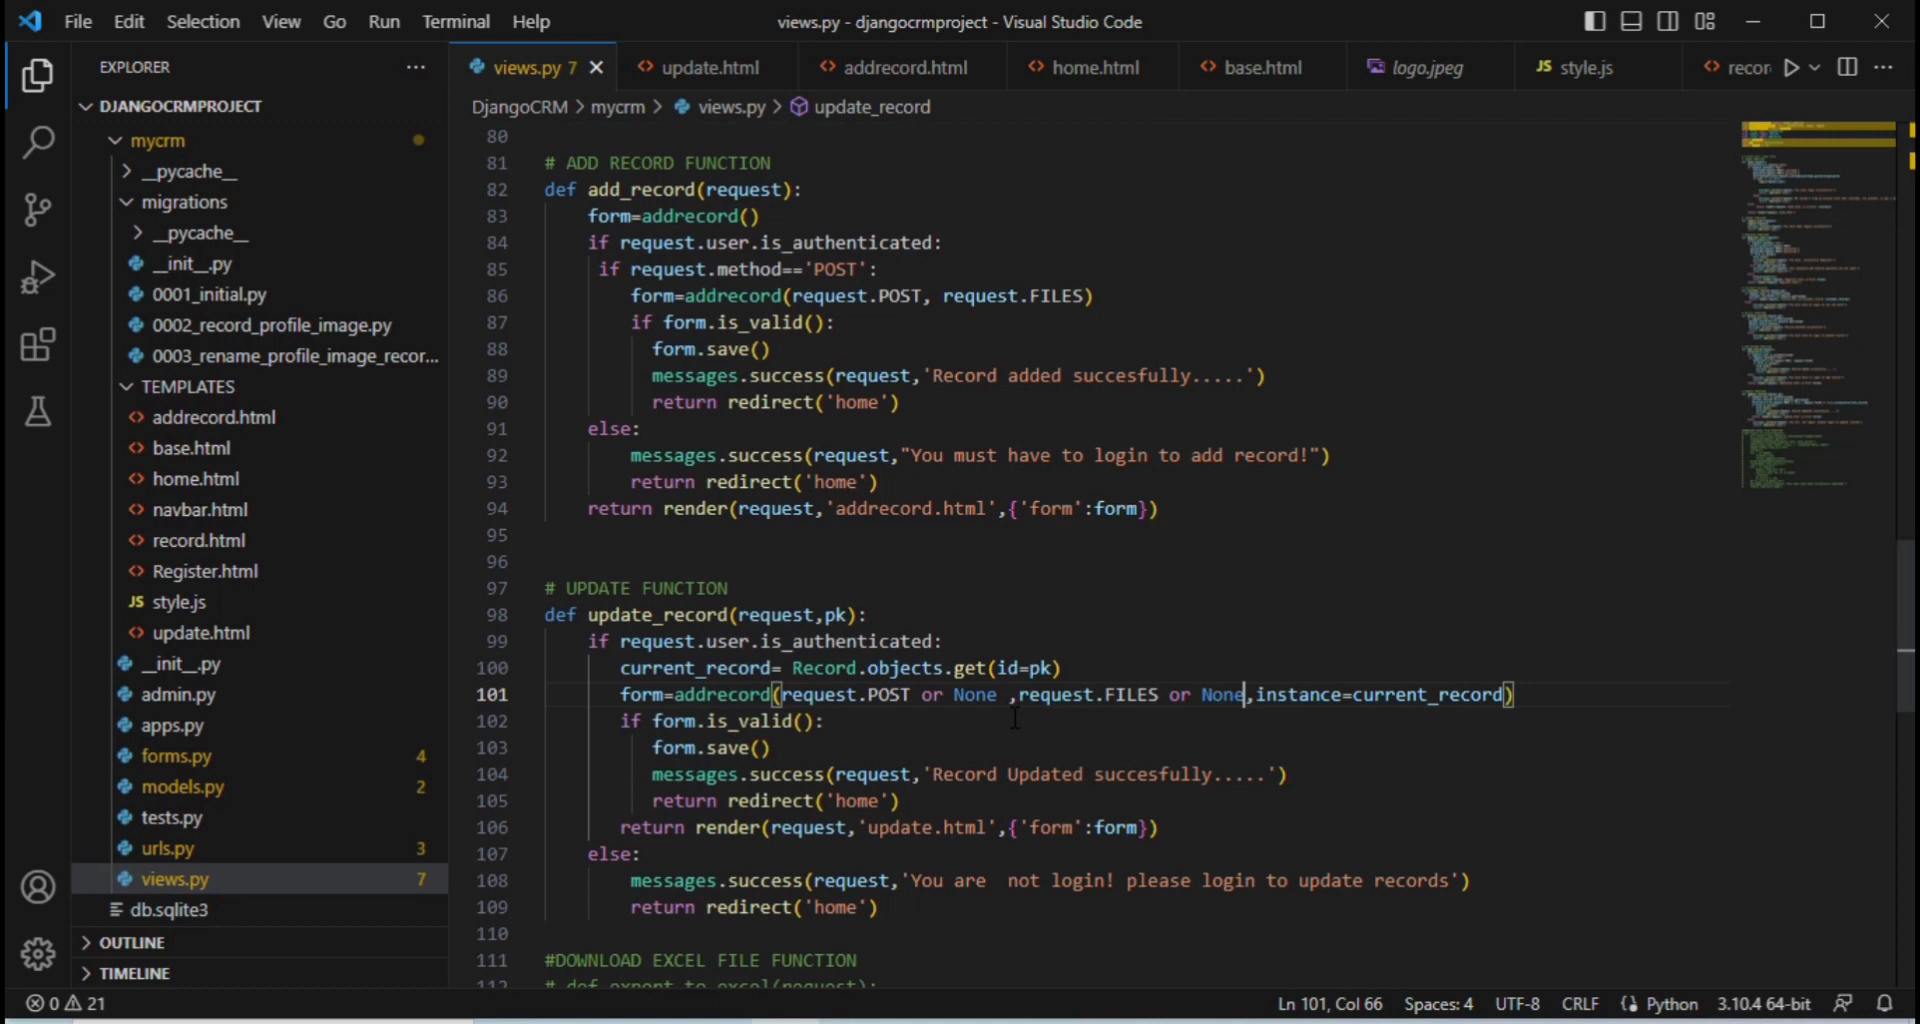 File Edit Selection View Go Run Terminal Help
views.py - djangocrmproject - Visual Studio Code
EXPLORER
DJANGOCRMPROJECT
mycrm
__pycache__
migrations
__pycache__
__init__.py
0001_initial.py
0002_record_profile_image.py
0003_rename_profile_image_recor...
TEMPLATES
addrecord.html
base.html
home.html
navbar.html
record.html
Register.html
JS style.js
update.html
__init__.py
admin.py
apps.py
forms.py 4
models.py 2
tests.py
urls.py 3
views.py 7
db.sqlite3
OUTLINE
TIMELINE
views.py 7 update.html addrecord.html home.html base.html logo.jpeg JS style.js recor
DjangoCRM > mycrm > views.py > update_record
80
81 # ADD RECORD FUNCTION
82 def add_record(request):
83 form=addrecord()
84 if request.user.is_authenticated:
85 if request.method=='POST':
86 form=addrecord(request.POST, request.FILES)
87 if form.is_valid():
88 form.save()
89 messages.success(request,'Record added succesfully.....')
90 return redirect('home')
91 else:
92 messages.success(request,"You must have to login to add record!")
93 return redirect('home')
94 return render(request,'addrecord.html',{'form':form})
95
96
97 # UPDATE FUNCTION
98 def update_record(request,pk):
99 if request.user.is_authenticated:
100 current_record= Record.objects.get(id=pk)
101 form=addrecord(request.POST or None ,request.FILES or None,instance=current_record)
102 if form.is_valid():
103 form.save()
104 messages.success(request,'Record Updated succesfully.....')
105 return redirect('home')
106 return render(request,'update.html',{'form':form})
107 else:
108 messages.success(request,'You are  not login! please login to update records')
109 return redirect('home')
110
111 #DOWNLOAD EXCEL FILE FUNCTION
112 # def export_to_excel(request):
0 21
Ln 101, Col 66 Spaces: 4 UTF-8 CRLF Python 3.10.4 64-bit